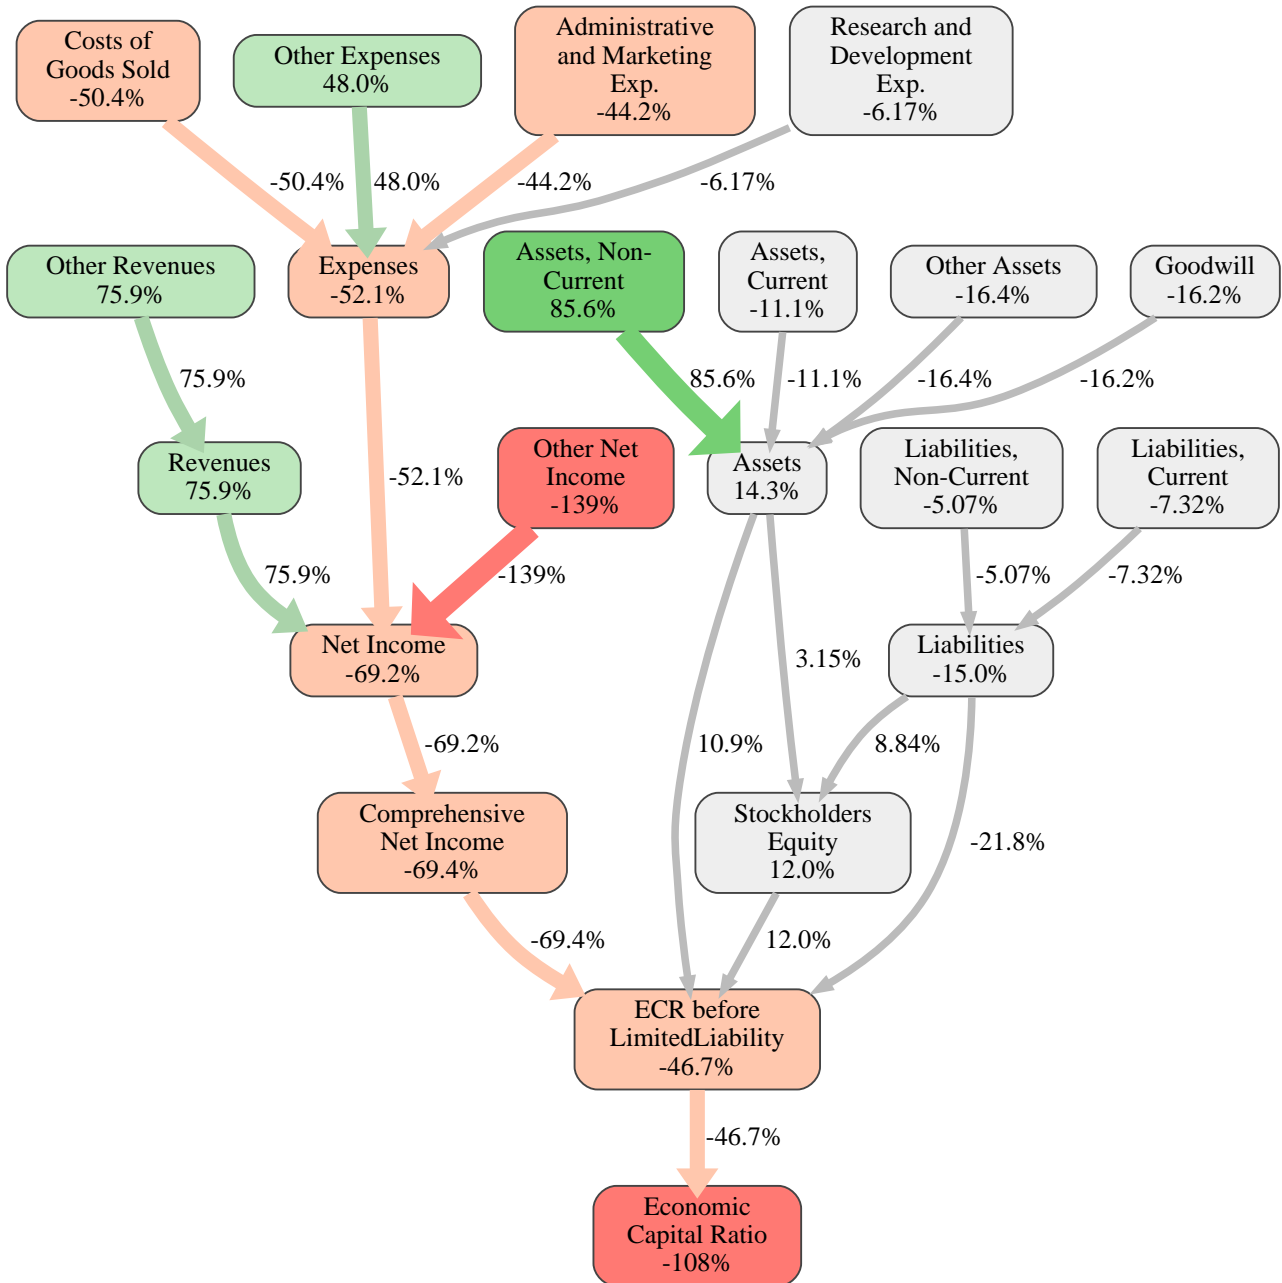 Costs of
Goods Sold
-50.4%
Other Expenses
48.0%
Administrative
and Marketing
Exp.
-44.2%
Research and
Development
Exp.
-6.17%
-50.4%
48.0%
-44.2%
-6.17%
Other Revenues
75.9%
Expenses
-52.1%
Assets, Non-
Current
85.6%
Assets,
Current
-11.1%
Other Assets
-16.4%
Goodwill
-16.2%
75.9%
85.6%
-11.1%
-16.4%
-16.2%
Revenues
75.9%
-52.1%
Other Net
Income
-139%
Assets
14.3%
Liabilities,
Non-Current
-5.07%
Liabilities,
Current
-7.32%
75.9%
-139%
-5.07%
-7.32%
Net Income
-69.2%
3.15%
Liabilities
-15.0%
-69.2%
10.9%
8.84%
Comprehensive
Net Income
-69.4%
Stockholders
Equity
12.0%
-21.8%
-69.4%
12.0%
ECR before
LimitedLiability
-46.7%
-46.7%
Economic
Capital Ratio
-108%